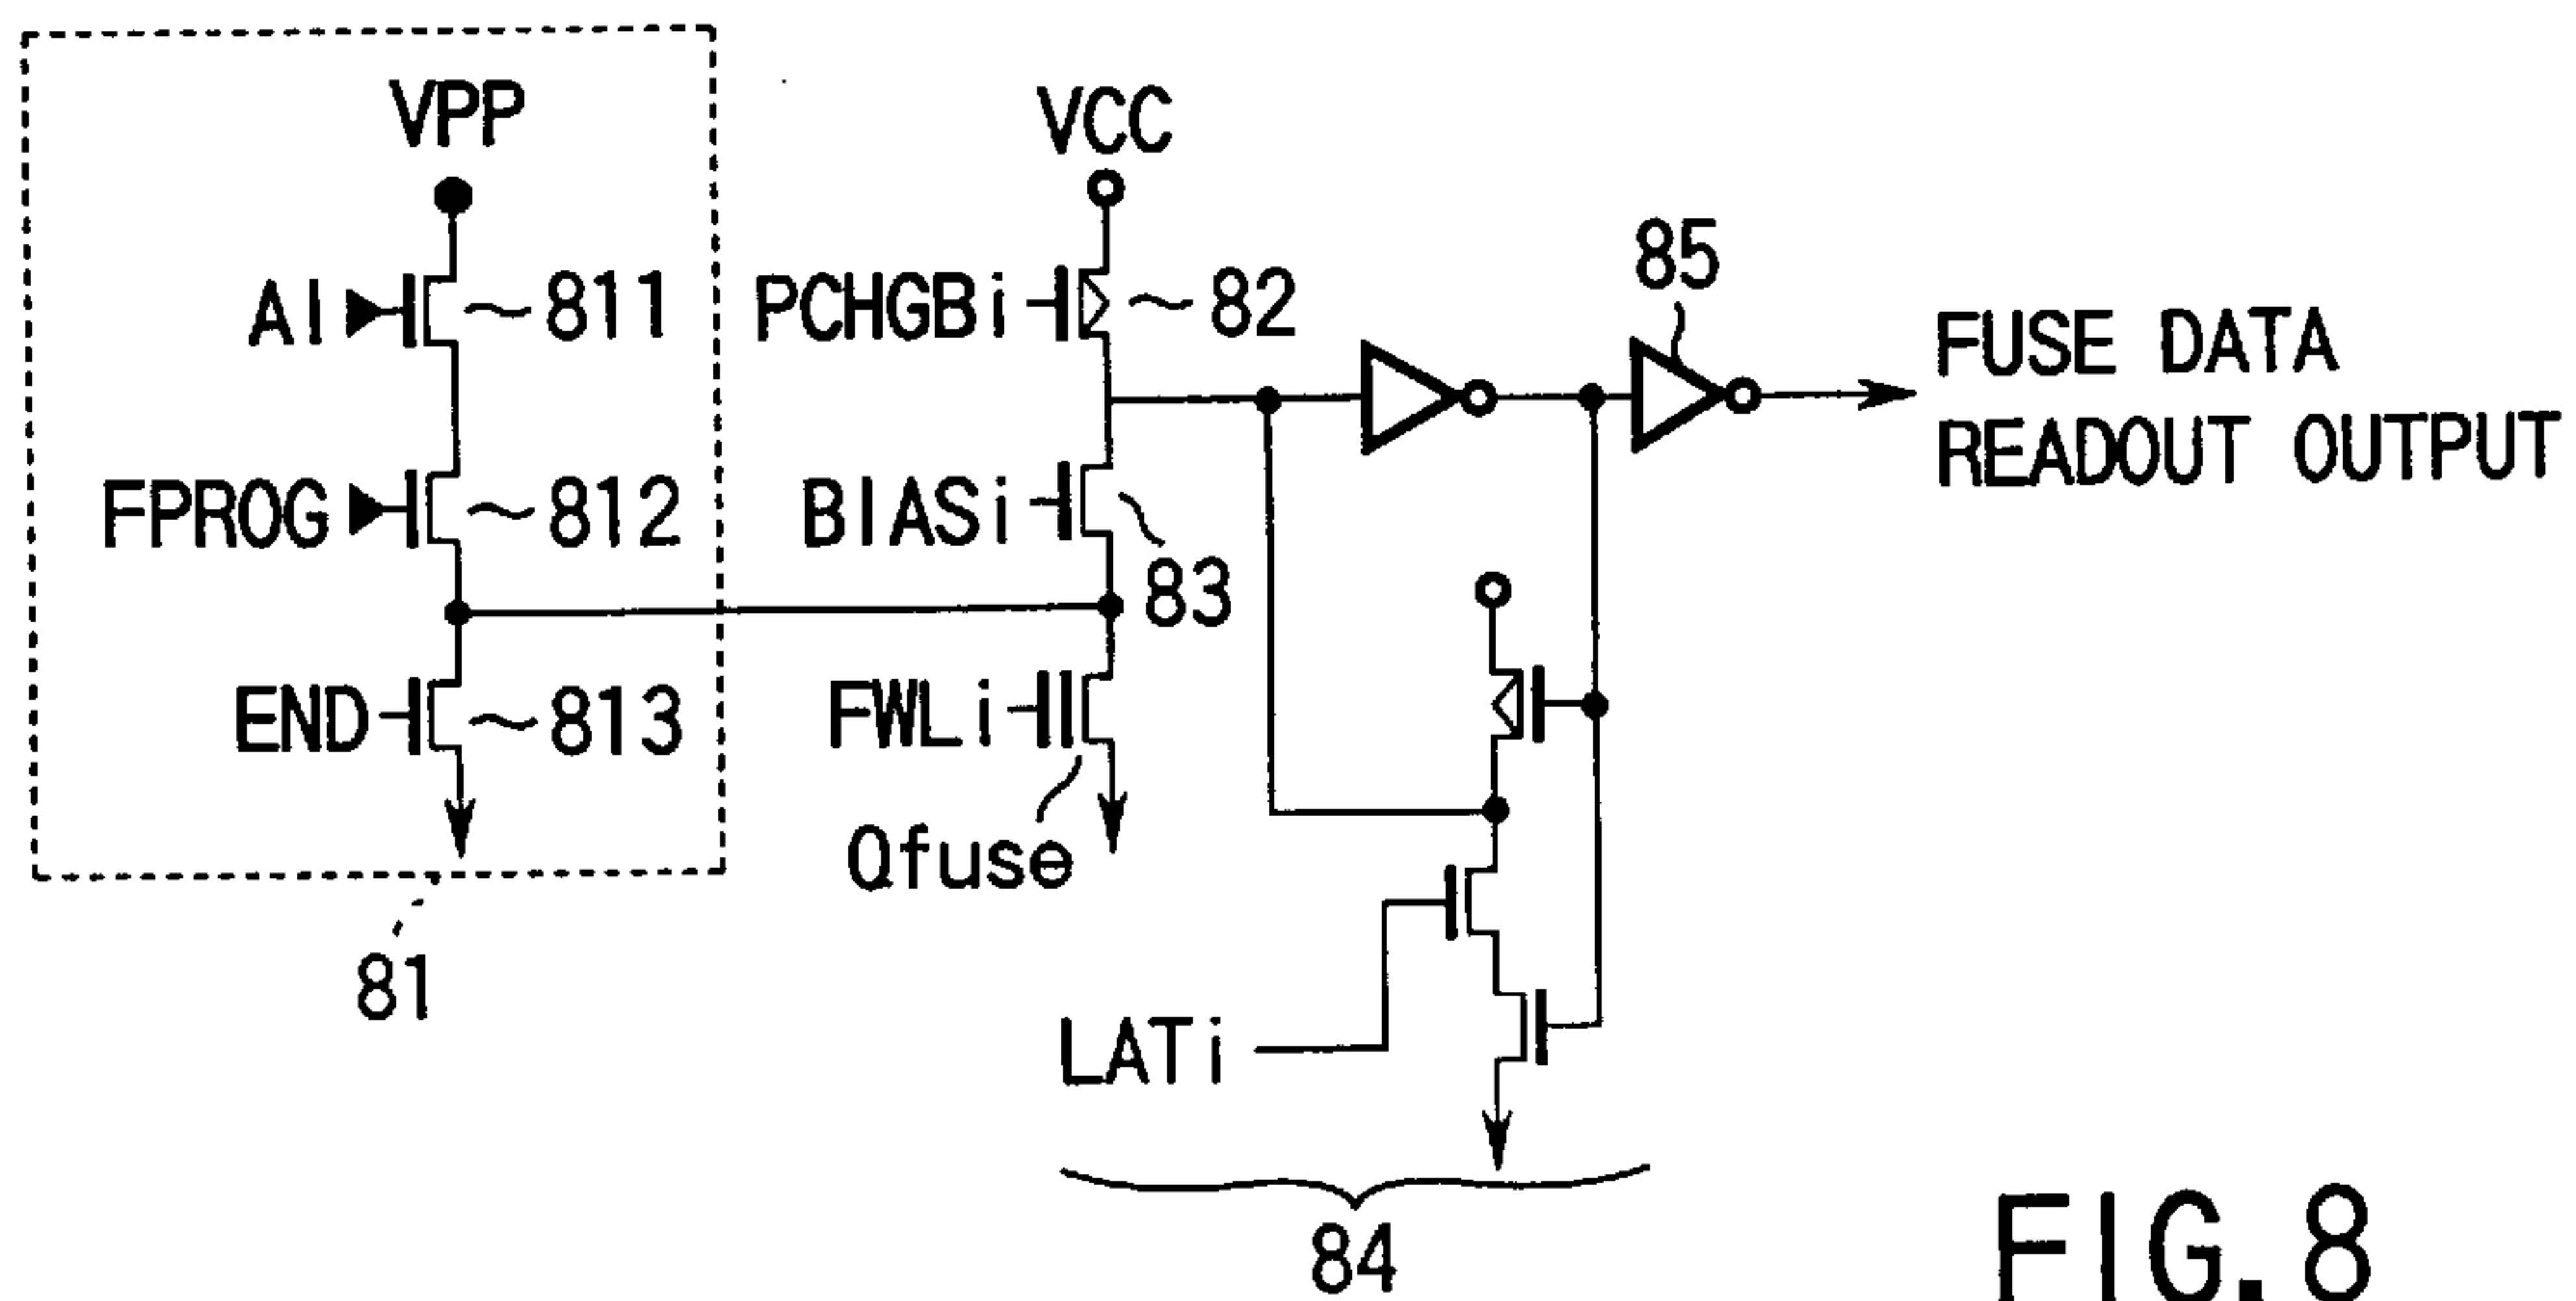 VPP
AI
811
FPROG
812
END
813
81
VCC
PCHGBi
82
BIASi
83
FWLi
Qfuse
85
FUSE DATA
READOUT OUTPUT
LATi
84
FIG. 8